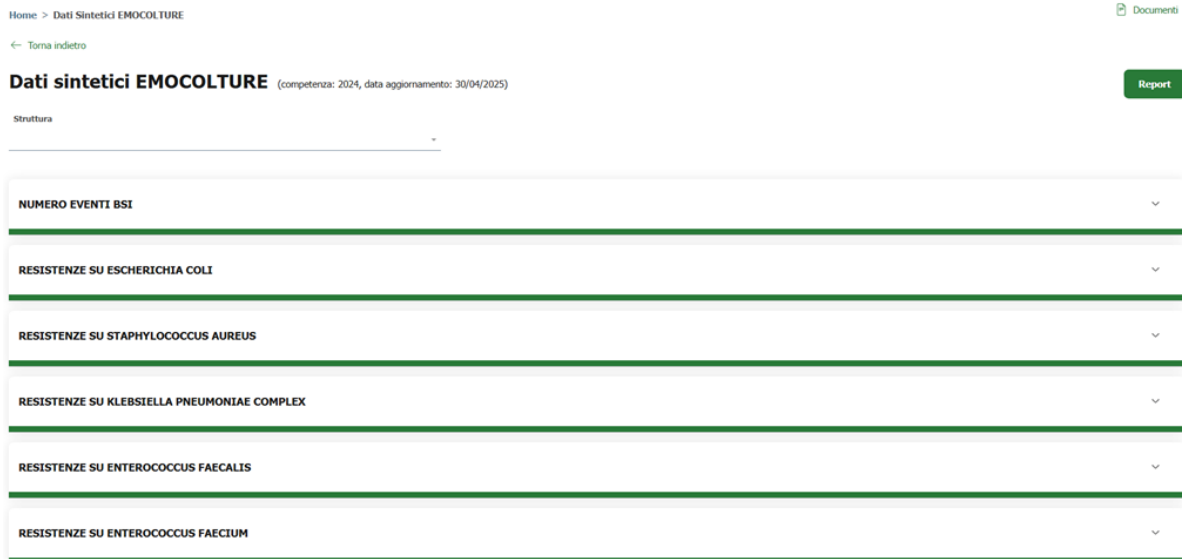 Home > Dati Sintetici EMOCOLTURE
Documenti
← Torna indietro
Dati sintetici EMOCOLTURE (competenza: 2024, data aggiornamento: 30/04/2025)
Report
Struttura
NUMERO EVENTI BSI
RESISTENZE SU ESCHERICHIA COLI
RESISTENZE SU STAPHYLOCOCCUS AUREUS
RESISTENZE SU KLEBSIELLA PNEUMONIAE COMPLEX
RESISTENZE SU ENTEROCOCCUS FAECALIS
RESISTENZE SU ENTEROCOCCUS FAECIUM